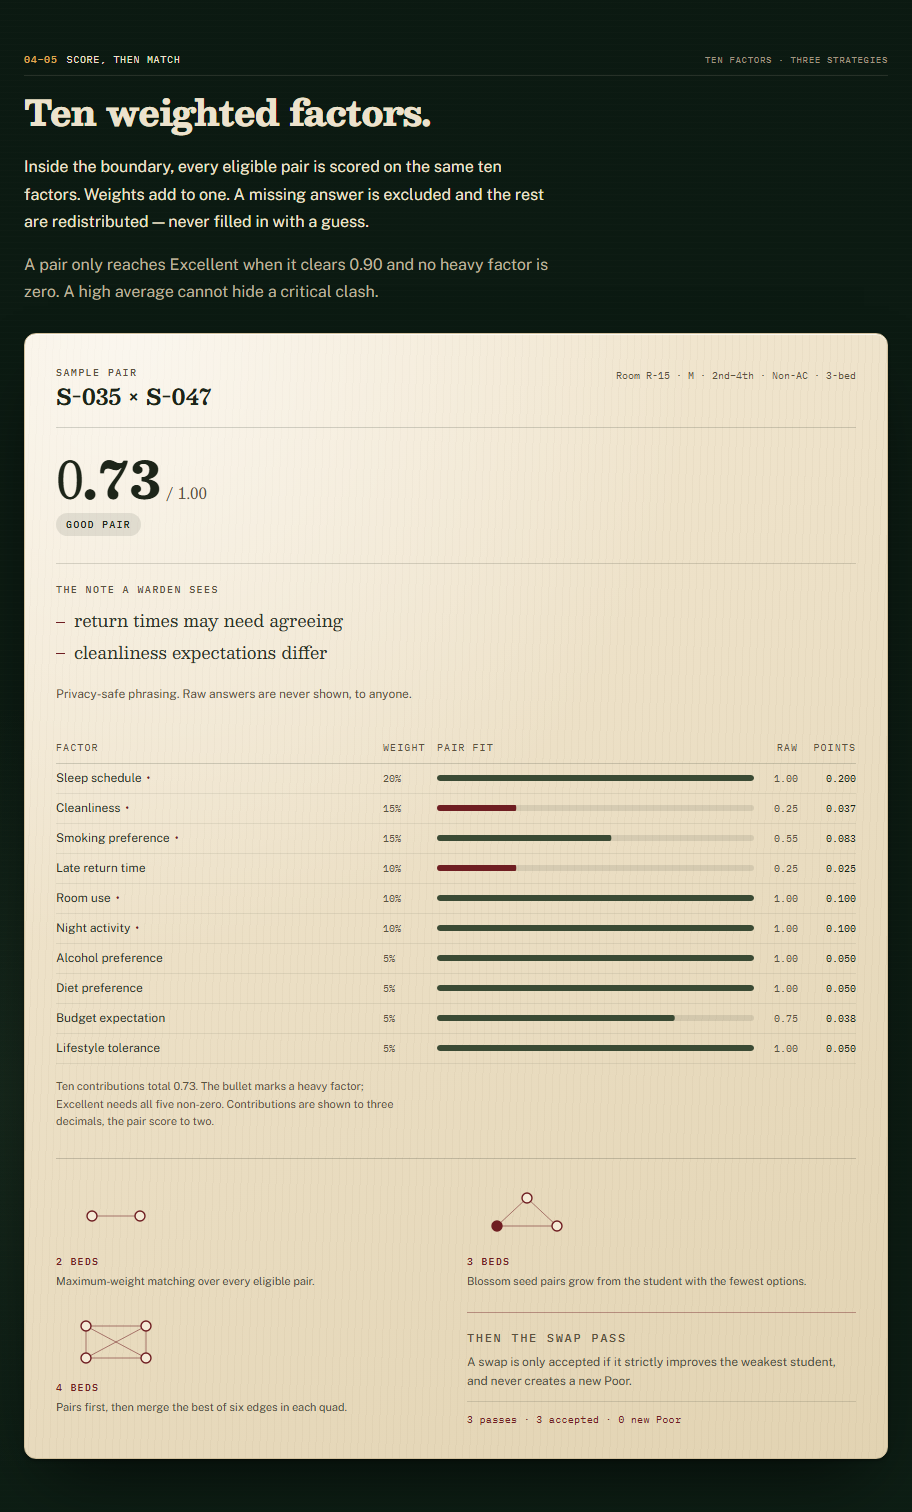 04–05 SCORE, THEN MATCH
TEN FACTORS · THREE STRATEGIES
Ten weighted factors.
Inside the boundary, every eligible pair is scored on the same ten
factors. Weights add to one. A missing answer is excluded and the rest
are redistributed — never filled in with a guess.
A pair only reaches Excellent when it clears 0.90 and no heavy factor is
zero. A high average cannot hide a critical clash.
SAMPLE PAIR
S-035 × S-047
Room R-15 · M · 2nd–4th · Non-AC · 3-bed
0.73 / 1.00
GOOD PAIR
THE NOTE A WARDEN SEES
– return times may need agreeing
– cleanliness expectations differ
Privacy-safe phrasing. Raw answers are never shown, to anyone.
FACTOR WEIGHT PAIR FIT RAW POINTS
Sleep schedule • 20% 1.00 0.200
Cleanliness • 15% 0.25 0.037
Smoking preference • 15% 0.55 0.083
Late return time 10% 0.25 0.025
Room use • 10% 1.00 0.100
Night activity • 10% 1.00 0.100
Alcohol preference 5% 1.00 0.050
Diet preference 5% 1.00 0.050
Budget expectation 5% 0.75 0.038
Lifestyle tolerance 5% 1.00 0.050
Ten contributions total 0.73. The bullet marks a heavy factor;
Excellent needs all five non-zero. Contributions are shown to three
decimals, the pair score to two.
2 BEDS
Maximum-weight matching over every eligible pair.
3 BEDS
Blossom seed pairs grow from the student with the fewest options.
4 BEDS
Pairs first, then merge the best of six edges in each quad.
THEN THE SWAP PASS
A swap is only accepted if it strictly improves the weakest student,
and never creates a new Poor.
3 passes · 3 accepted · 0 new Poor